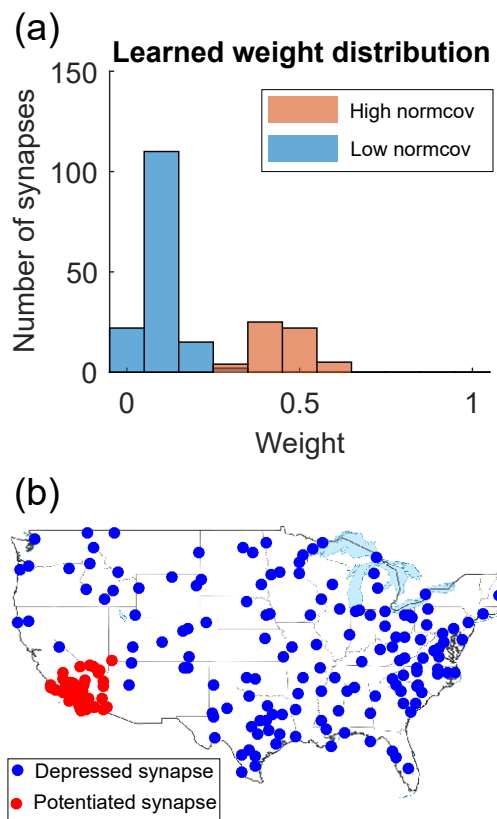 (a)
Learned weight distribution
150
100
50
0
Number of synapses
High normcov
Low normcov
0
0.5
1
Weight
(b)
Depressed synapse
Potentiated synapse